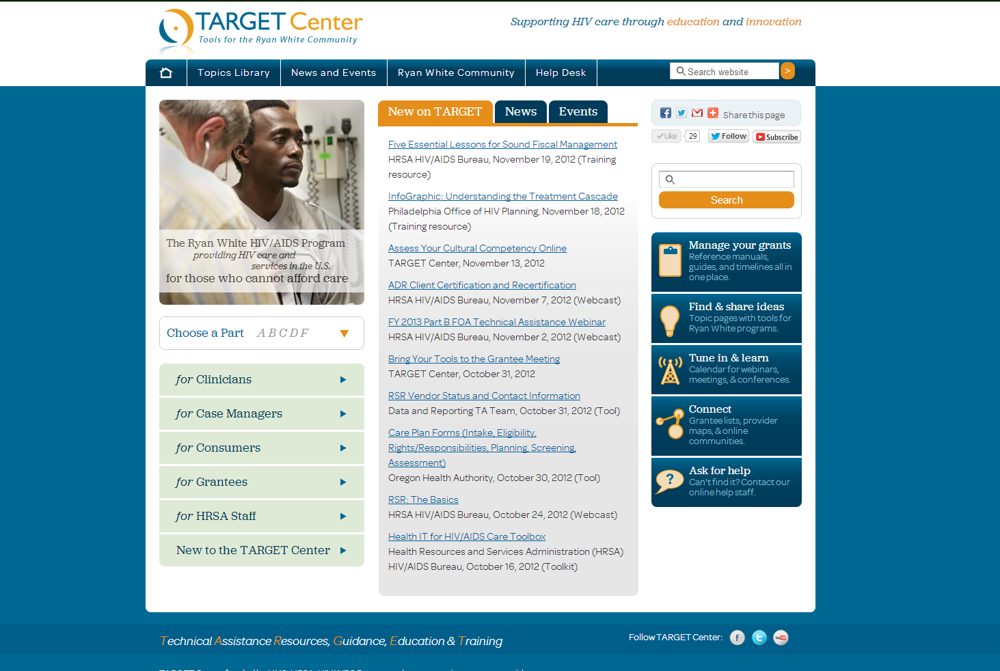 TARGET Center
Tools for the Ryan White Community
Supporting HIV care through education and innovation
Topics Library
News and Events
Ryan White Community
Help Desk
Search website
>
The Ryan White HIV/AIDS Program
providing HIV care and
services in the U.S.
for those who cannot afford care
Choose a Part A B C D F
for Clinicians
for Case Managers
for Consumers
for Grantees
for HRSA Staff
New to the TARGET Center
New on TARGET
News
Events
Five Essential Lessons for Sound Fiscal Management
HRSA HIV/AIDS Bureau, November 19, 2012 (Training
resource)
InfoGraphic: Understanding the Treatment Cascade
Philadelphia Office of HIV Planning, November 18, 2012
(Training resource)
Assess Your Cultural Competency Online
TARGET Center, November 13, 2012
ADR Client Certification and Recertification
HRSA HIV/AIDS Bureau, November 7, 2012 (Webcast)
FY 2013 Part B FOA Technical Assistance Webinar
HRSA HIV/AIDS Bureau, November 2, 2012 (Webcast)
Bring Your Tools to the Grantee Meeting
TARGET Center, October 31, 2012
RSR Vendor Status and Contact Information
Data and Reporting TA Team, October 31, 2012 (Tool)
Care Plan Forms (Intake, Eligibility,
Rights/Responsibilities, Planning, Screening,
Assessment)
Oregon Health Authority, October 30, 2012 (Tool)
RSR: The Basics
HRSA HIV/AIDS Bureau, October 24, 2012 (Webcast)
Health IT for HIV/AIDS Care Toolbox
Health Resources and Services Administration (HRSA)
HIV/AIDS Bureau, October 16, 2012 (Toolkit)
Share this page
Like 29
Follow
Subscribe
Search
Manage your grants
Reference manuals,
guides, and timelines all in
one place.
Find & share ideas
Topic pages with tools for
Ryan White programs.
Tune in & learn
Calendar for webinars,
meetings, & conferences.
Connect
Grantee lists, provider
maps, & online
communities.
?
Ask for help
Can't find it? Contact our
online help staff.
Technical Assistance Resources, Guidance, Education & Training
Follow TARGET Center: